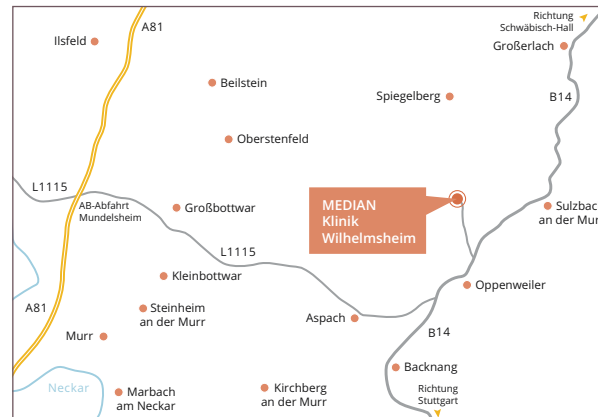 Richtung
Schwäbisch-Hall
A81
Ilsfeld
Großerlach
Beilstein
Spiegelberg
B14
Oberstenfeld
L1115
AB-Abfahrt
Mundelsheim
Großbottwar
MEDIAN
Klinik
Wilhelmsheim
Sulzbac
an der Mur
L1115
Kleinbottwar
Oppenweiler
A81
Steinheim
an der Murr
Aspach
Murr
B14
Backnang
Neckar
Marbach
am Neckar
Kirchberg
an der Murr
Richtung
Stuttgart